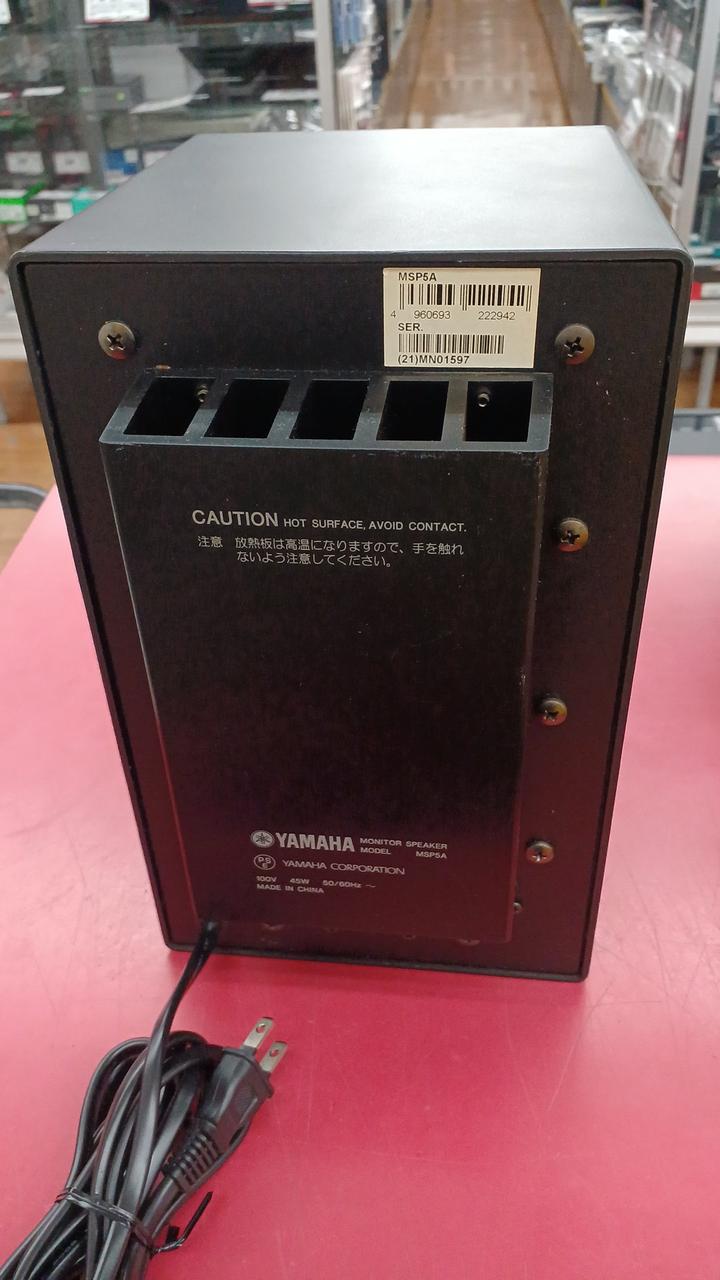 MSP5A
4 960693 222942
SER.
(21)MN01597
CAUTION HOT SURFACE, AVOID CONTACT.
注意 放熱板は高温になりますので、手を触れ
ないよう注意してください。
YAMAHA MONITOR SPEAKER
MODEL MSP5A
PS E YAMAHA CORPORATION
100V 45W 50/60Hz ~
MADE IN CHINA